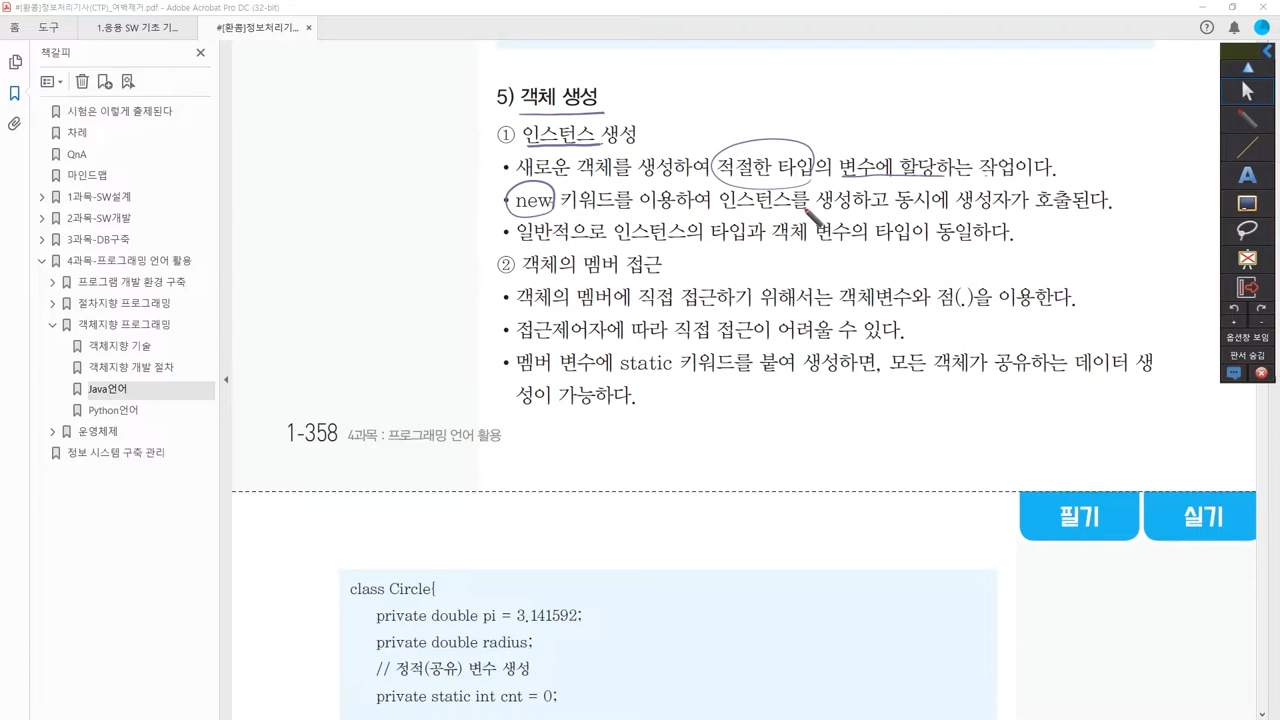 #[환콤]정보처리기사(CTP)_여백제거.pdf - Adobe Acrobat Pro DC (32-bit)
홈 도구 1.응용 SW 기초 기... #[환콤]정보처리기... ×
책갈피
시험은 이렇게 출제된다
차례
QnA
마인드맵
1과목-SW설계
2과목-SW개발
3과목-DB구축
4과목-프로그래밍 언어 활용
프로그램 개발 환경 구축
절차지향 프로그래밍
객체지향 프로그래밍
객체지향 기술
객체지향 개발 절차
Java언어
Python언어
운영체제
정보 시스템 구축 관리
5) 객체 생성
① 인스턴스 생성
• 새로운 객체를 생성하여 적절한 타입의 변수에 할당하는 작업이다.
• new 키워드를 이용하여 인스턴스를 생성하고 동시에 생성자가 호출된다.
• 일반적으로 인스턴스의 타입과 객체 변수의 타입이 동일하다.
② 객체의 멤버 접근
• 객체의 멤버에 직접 접근하기 위해서는 객체변수와 점(.)을 이용한다.
• 접근제어자에 따라 직접 접근이 어려울 수 있다.
• 멤버 변수에 static 키워드를 붙여 생성하면, 모든 객체가 공유하는 데이터 생
성이 가능하다.
1-358 4과목 : 프로그래밍 언어 활용
필기 실기
class Circle{
private double pi = 3.141592;
private double radius;
// 정적(공유) 변수 생성
private static int cnt = 0;
A
옵션창 보임
판서 숨김